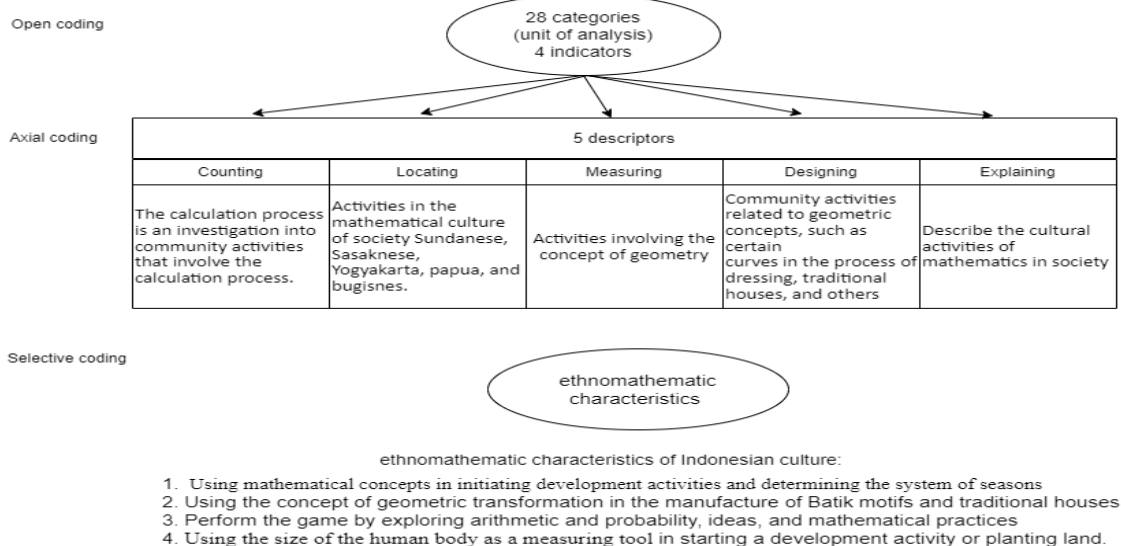 Open coding
28 categories
(unit of analysis)
4 indicators
Axial coding
5 descriptors
Counting
Locating
Measuring
Designing
Explaining
The calculation process
is an investigation into
community activities
that involve the
calculation process.
Activities in the
mathematical culture
of society Sundanese,
Sasaknese,
Yogyakarta, papua, and
bugisnes.
Activities involving the
concept of geometry
Community activities
related to geometric
concepts, such as
certain
curves in the process of
dressing, traditional
houses, and others
Describe the cultural
activities of
mathematics in society
Selective coding
ethnomathematic
characteristics
ethnomathematic characteristics of Indonesian culture:
1. Using mathematical concepts in initiating development activities and determining the system of seasons
2. Using the concept of geometric transformation in the manufacture of Batik motifs and traditional houses
3. Perform the game by exploring arithmetic and probability, ideas, and mathematical practices
4. Using the size of the human body as a measuring tool in starting a development activity or planting land.